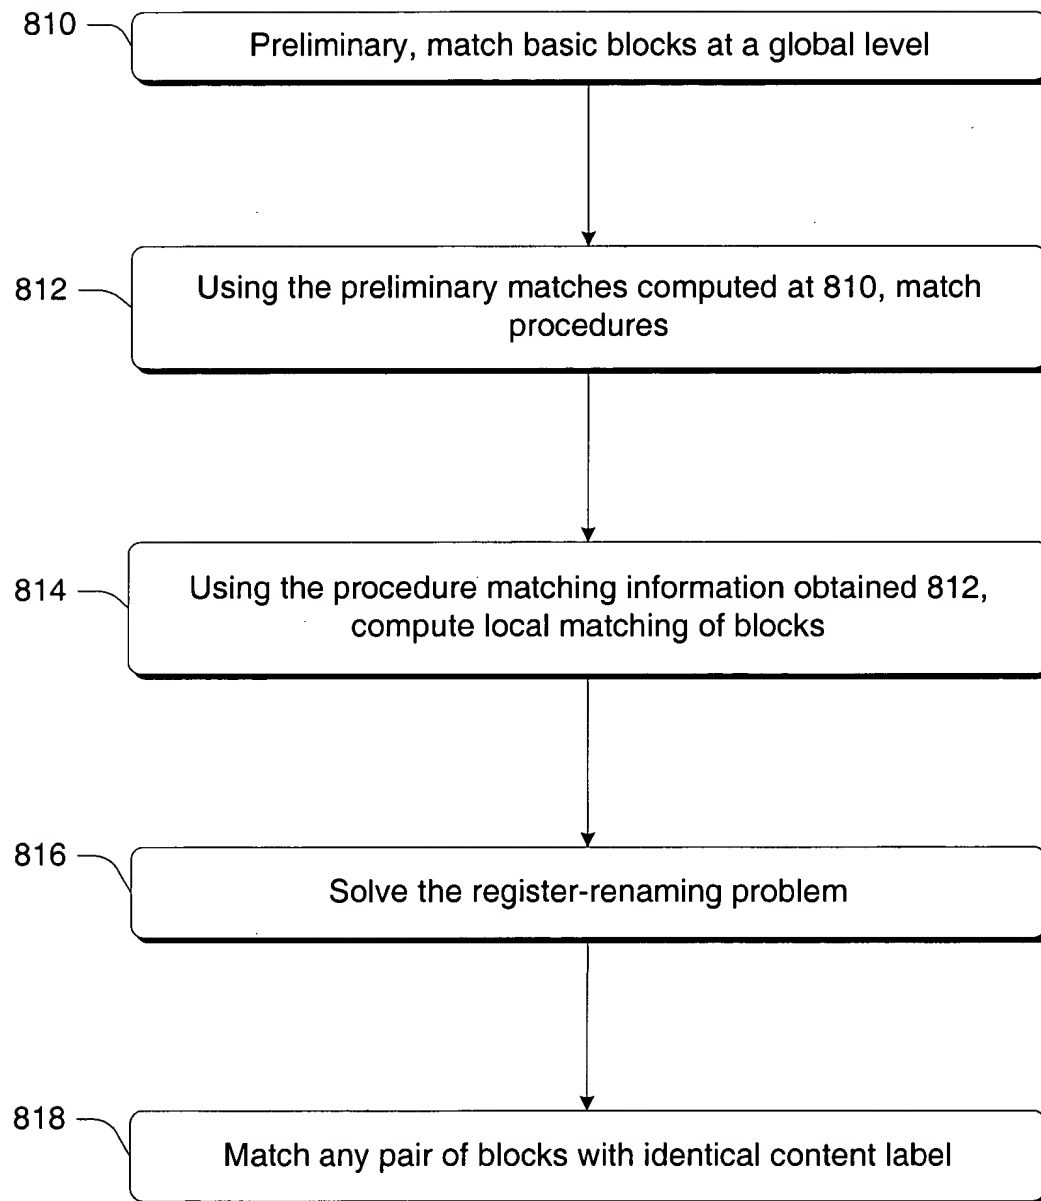 810
Preliminary, match basic blocks at a global level
812
Using the preliminary matches computed at 810, match
procedures
814
Using the procedure matching information obtained 812,
compute local matching of blocks
816
Solve the register-renaming problem
818
Match any pair of blocks with identical content label